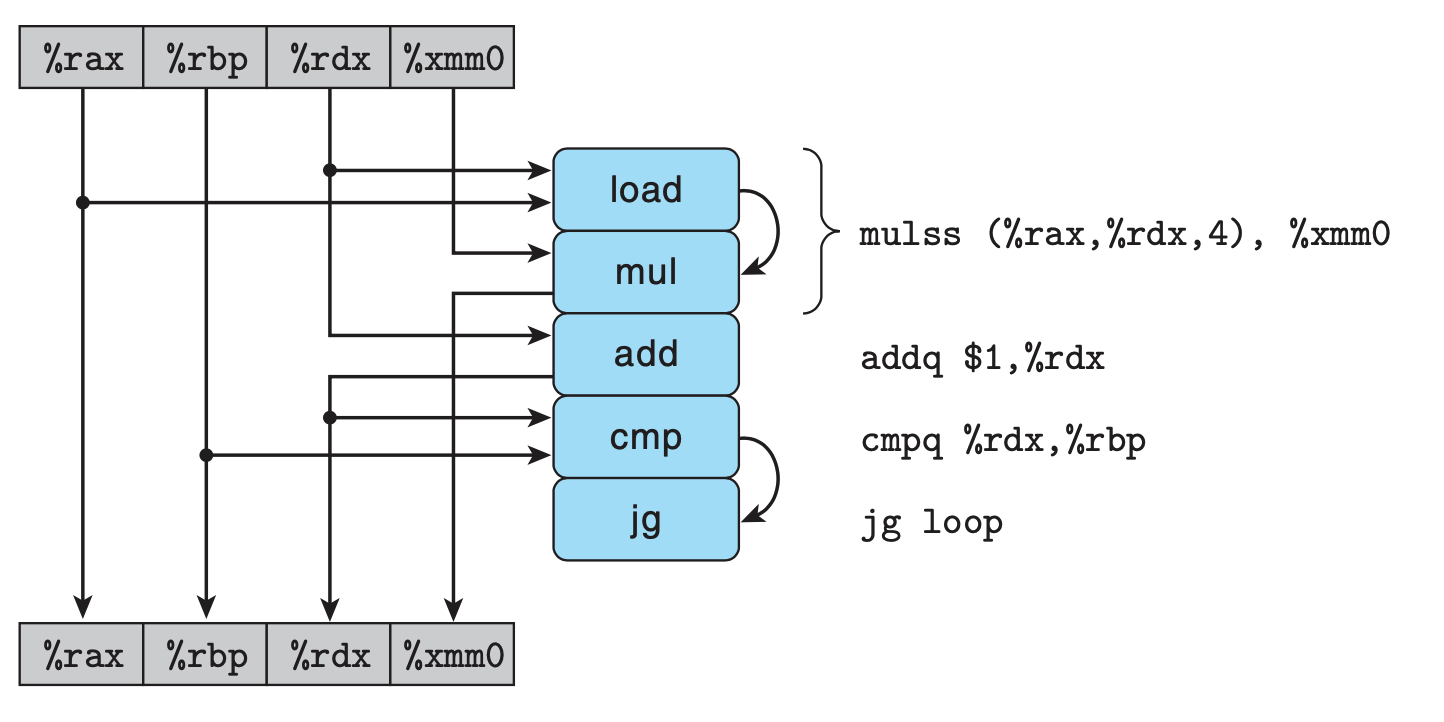 %rax %rbp %rdx %xmm0
load
mulss (%rax,%rdx,4), %xmm0
mul
add
addq $1,%rdx
cmp
cmpq %rdx,%rbp
jg
jg loop
%rax %rbp %rdx %xmm0